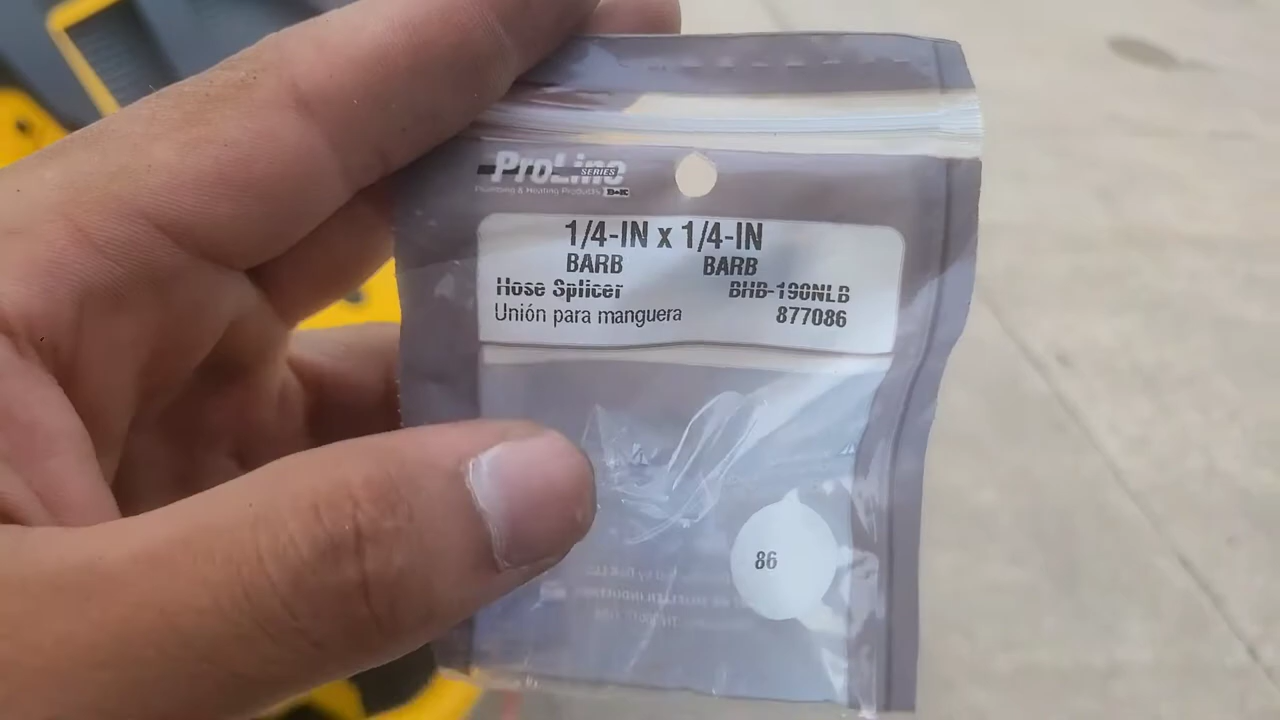 ProLine
SERIES
Plumbing & Heating Products B&K
1/4-IN x 1/4-IN
BARB BARB
Hose Splicer BHB-190NLB
Unión para manguera 877086
86